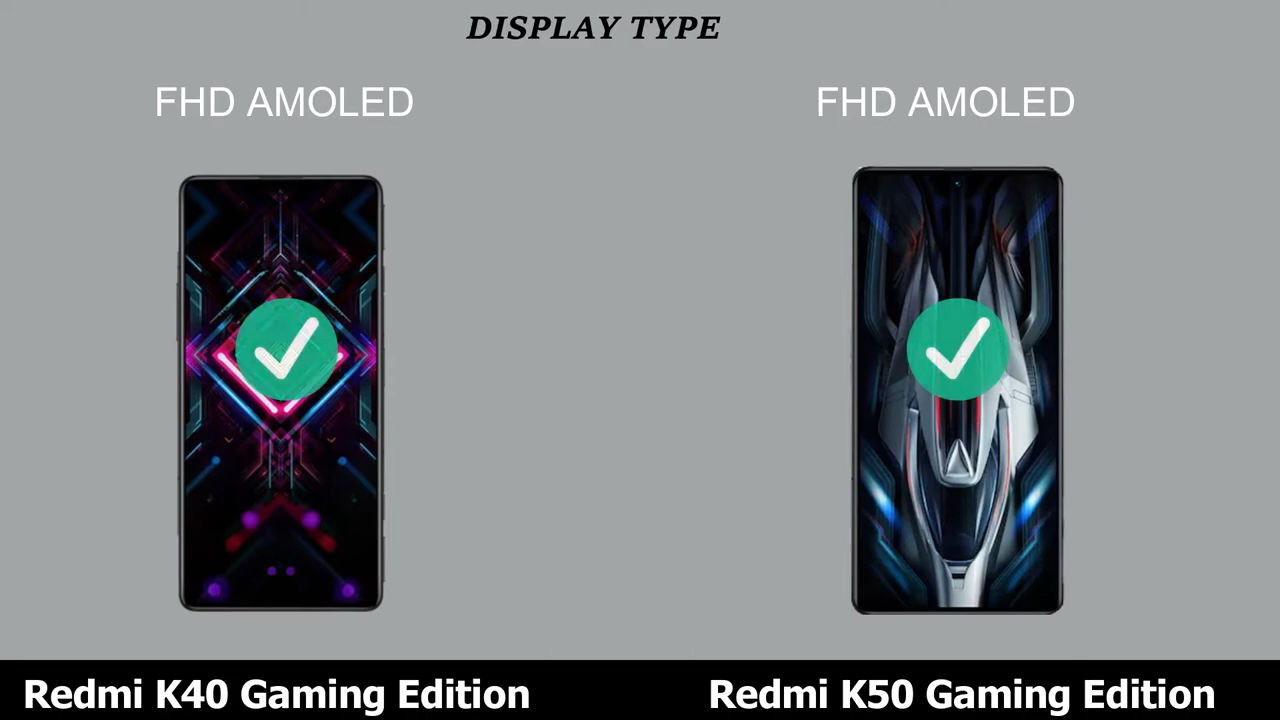 DISPLAY TYPE
FHD AMOLED
FHD AMOLED
Redmi K40 Gaming Edition
Redmi K50 Gaming Edition